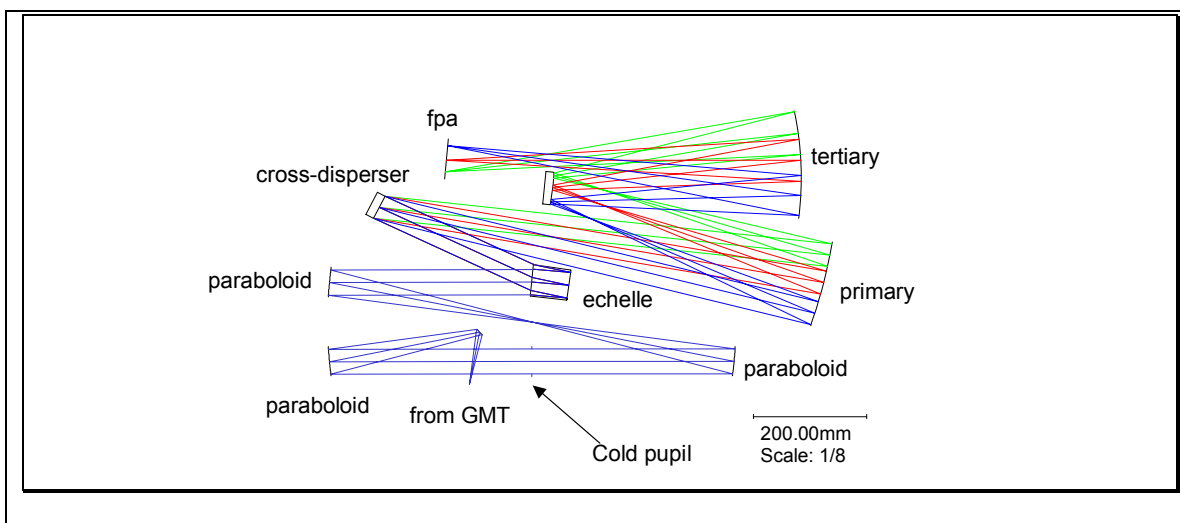 fpa
tertiary
cross-disperser
paraboloid
echelle
primary
paraboloid
paraboloid
from GMT
Cold pupil
200.00mm
Scale: 1/8